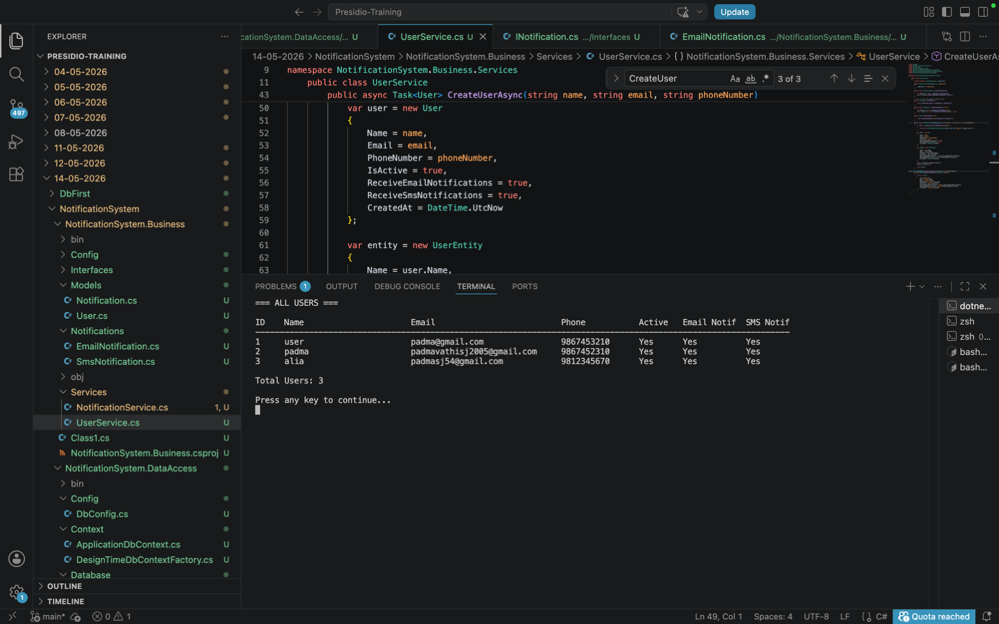 Presidio-Training
Update
EXPLORER
PRESIDIO-TRAINING
04-05-2026
05-05-2026
06-05-2026
07-05-2026
08-05-2026
11-05-2026
12-05-2026
14-05-2026
DbFirst
NotificationSystem
NotificationSystem.Business
bin
Config
Interfaces
Models
Notification.cs U
User.cs U
Notifications
EmailNotification.cs U
SmsNotification.cs U
obj
Services
NotificationService.cs 1, U
UserService.cs U
Class1.cs U
NotificationSystem.Business.csproj U
NotificationSystem.DataAccess
bin
Config
DbConfig.cs U
Context
ApplicationDbContext.cs U
DesignTimeDbContextFactory.cs U
Database
OUTLINE
TIMELINE
497
1
cationSystem.DataAccess/... U
UserService.cs U
INotification.cs .../Interfaces U
EmailNotification.cs .../NotificationSystem.Business/... U
14-05-2026 > NotificationSystem > NotificationSystem.Business > Services > UserService.cs > {} NotificationSystem.Business.Services > UserService > CreateUserA
CreateUser Aa ab .* 3 of 3
9 namespace NotificationSystem.Business.Services
11 public class UserService
43 public async Task<User> CreateUserAsync(string name, string email, string phoneNumber)
50 var user = new User
51 {
52 Name = name,
53 Email = email,
54 PhoneNumber = phoneNumber,
55 IsActive = true,
56 ReceiveEmailNotifications = true,
57 ReceiveSmsNotifications = true,
58 CreatedAt = DateTime.UtcNow
59 };
60
61 var entity = new UserEntity
62 {
63 Name = user.Name,
PROBLEMS 1 OUTPUT DEBUG CONSOLE TERMINAL PORTS
=== ALL USERS ===
ID Name Email Phone Active Email Notif SMS Notif
1 user padma@gmail.com 9867453210 Yes Yes Yes
2 padma padmavathisj2005@gmail.com 9867452310 Yes Yes Yes
3 alia padmasj54@gmail.com 9812345670 Yes Yes Yes
Total Users: 3
Press any key to continue...
dotne...
zsh
zsh 0...
bash...
bash...
main* 0 1
Ln 49, Col 1 Spaces: 4 UTF-8 LF {} C# Quota reached